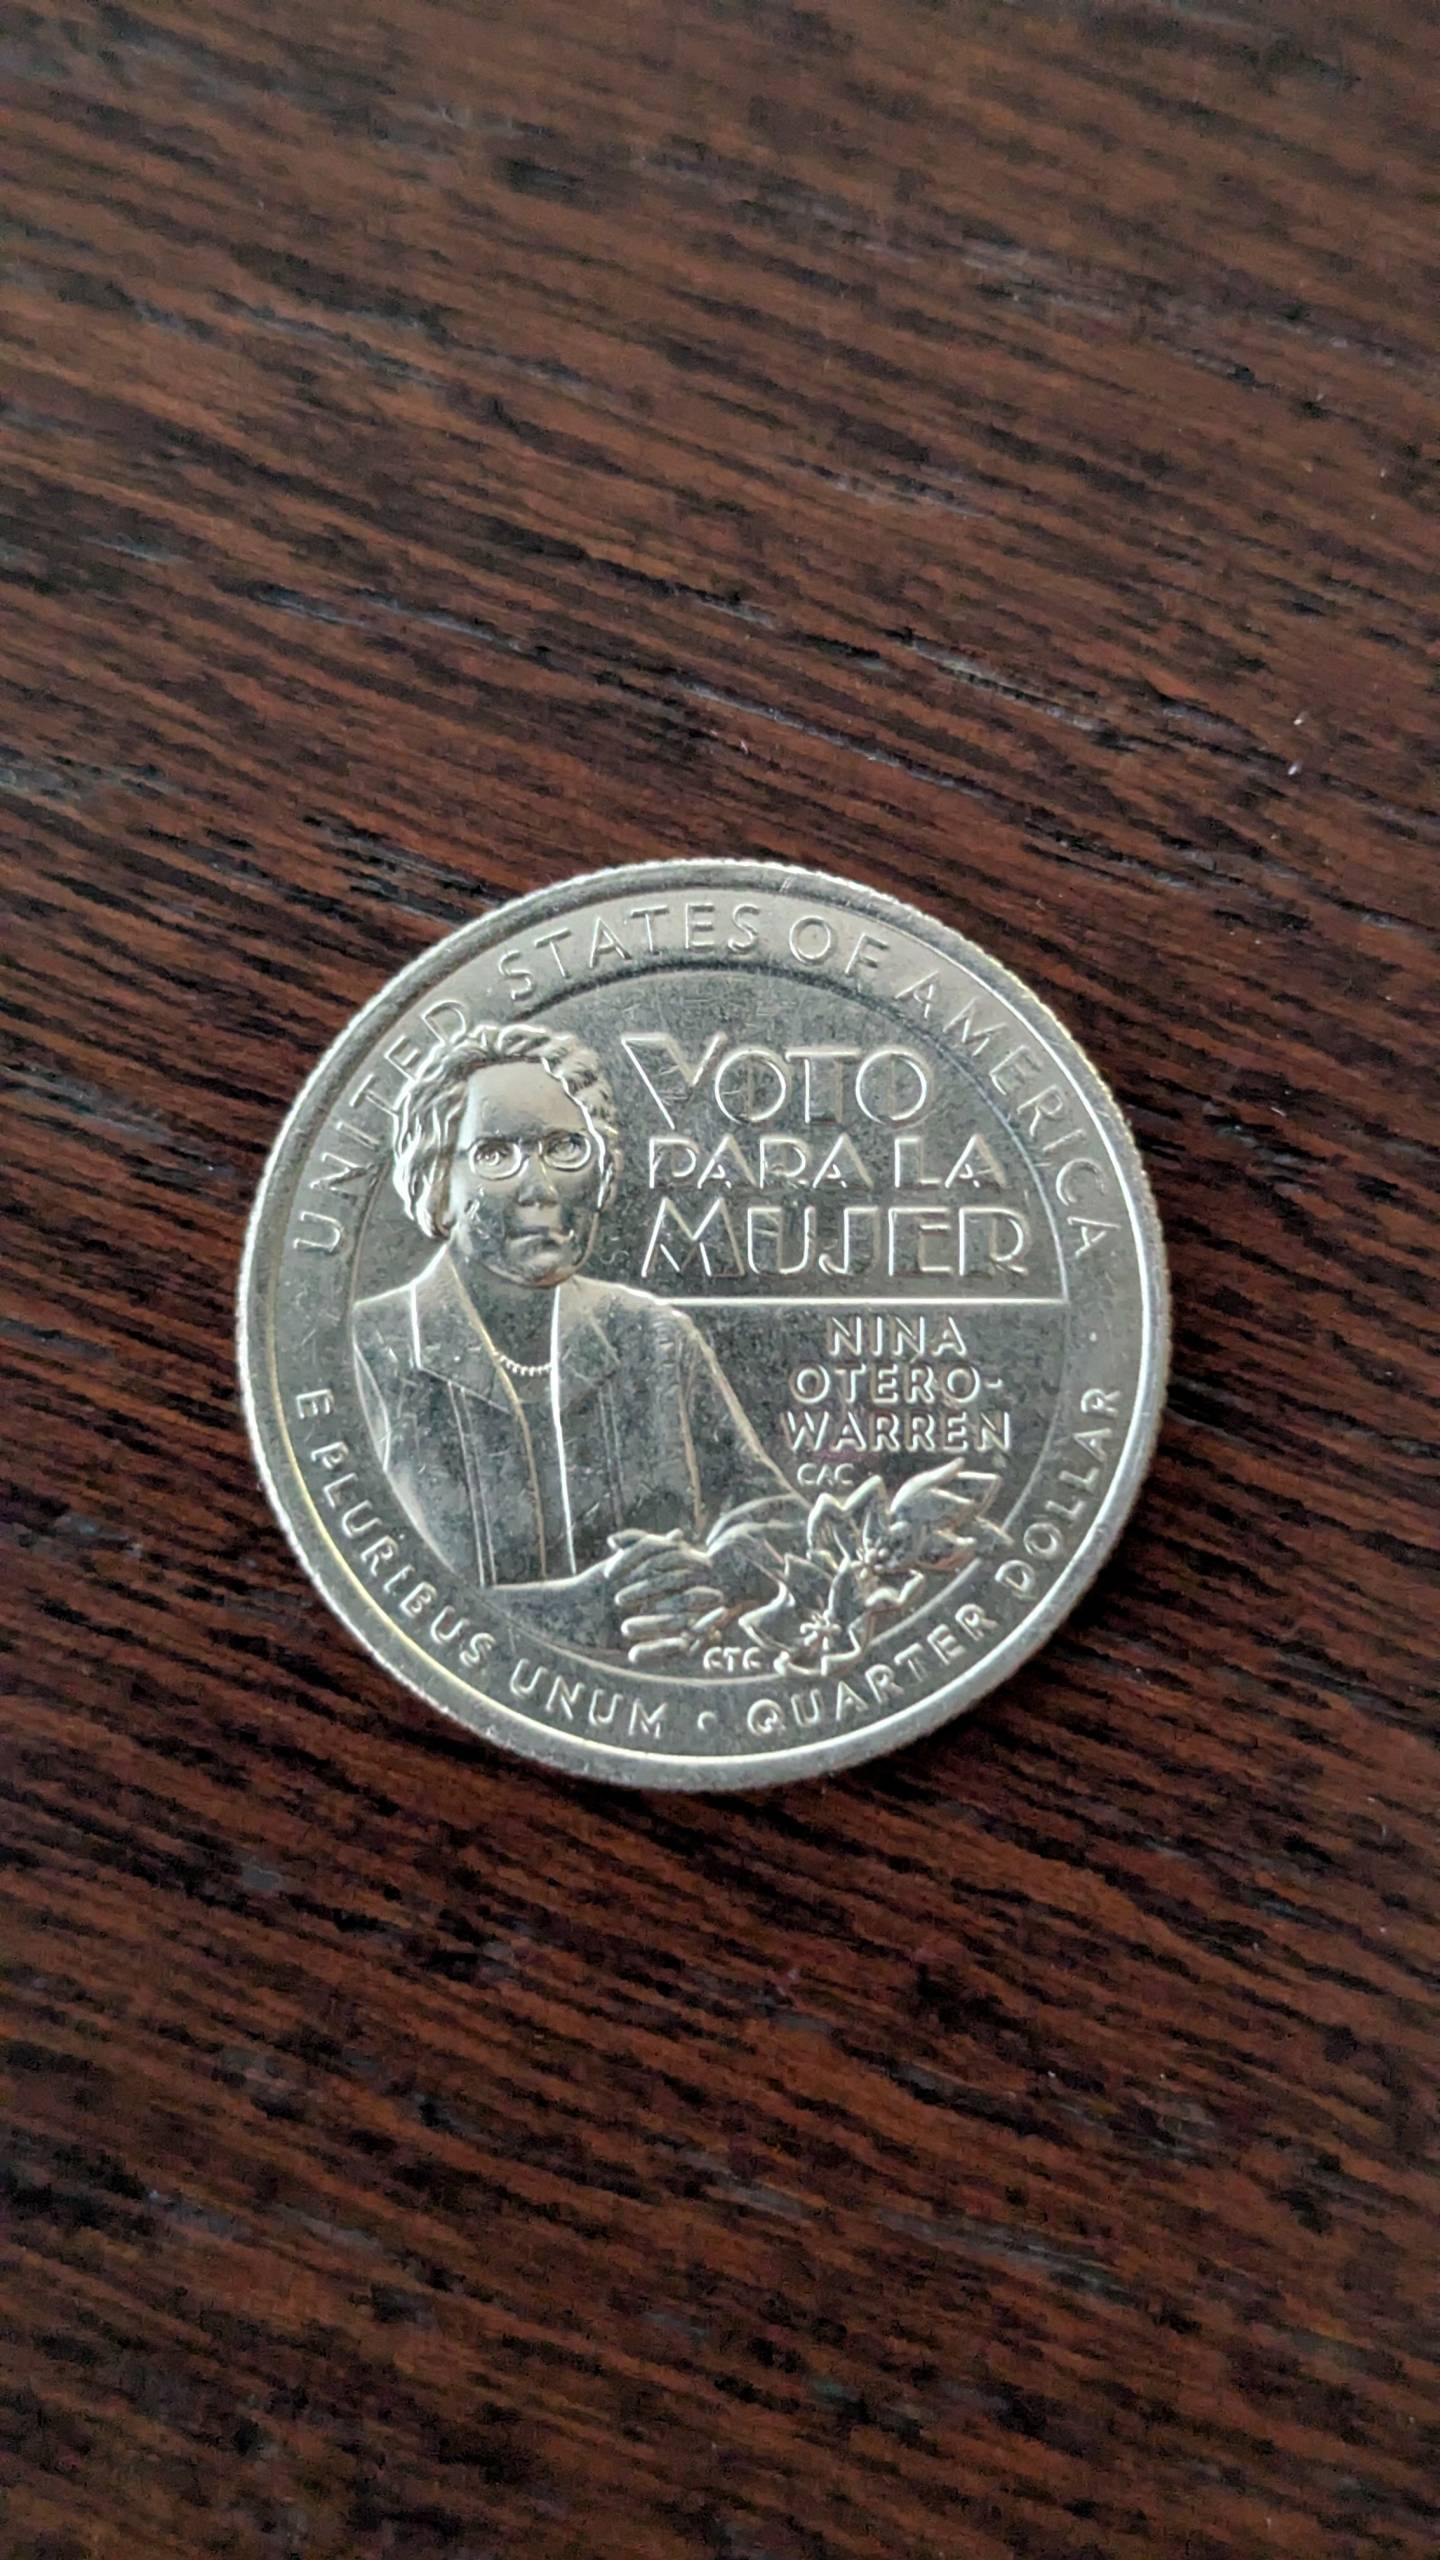 UNITED STATES OF AMERICA
VOTO
PARA LA
MUJER
NINA
OTERO-
WARREN
CAC
CTC
E PLURIBUS UNUM • QUARTER DOLLAR